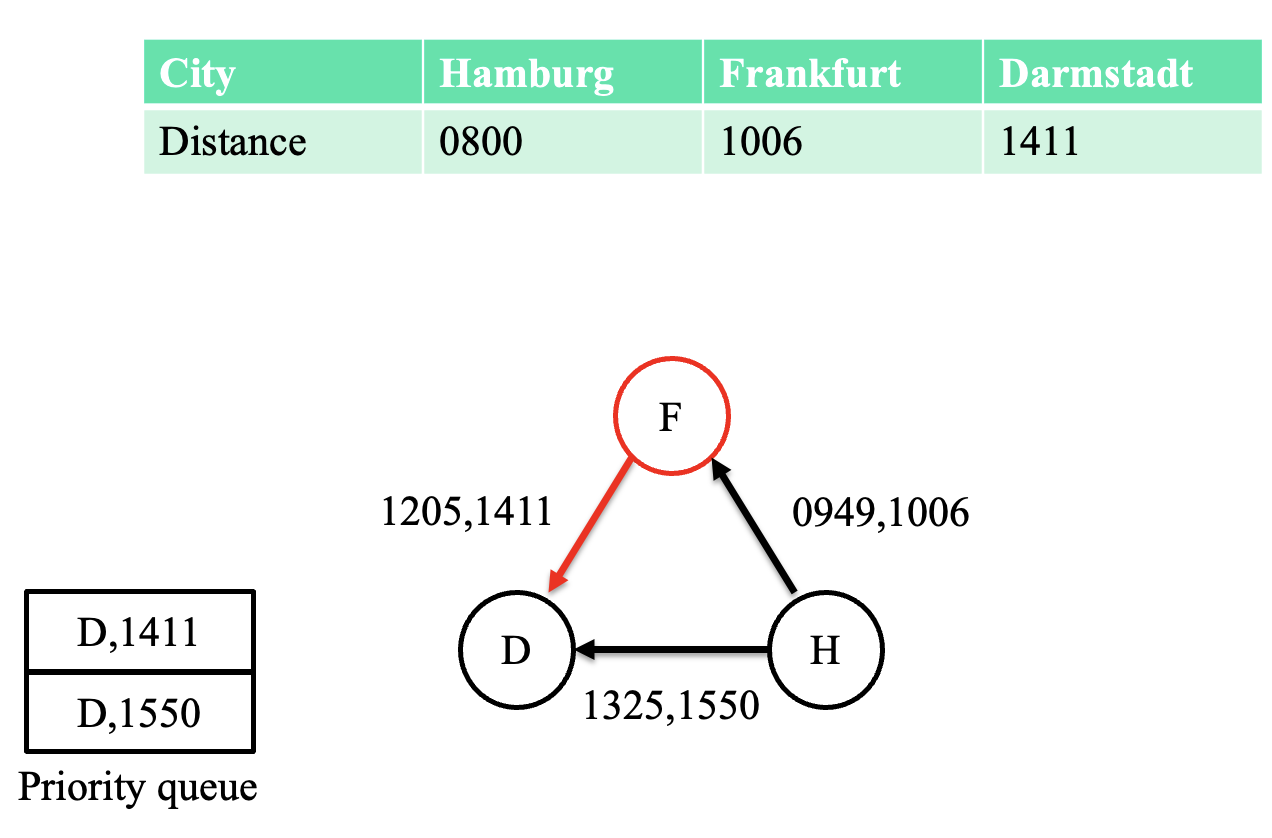 City Hamburg Frankfurt Darmstadt
Distance 0800 1006 1411
F
1205,1411
0949,1006
D,1411
D
H
D,1550
1325,1550
Priority queue